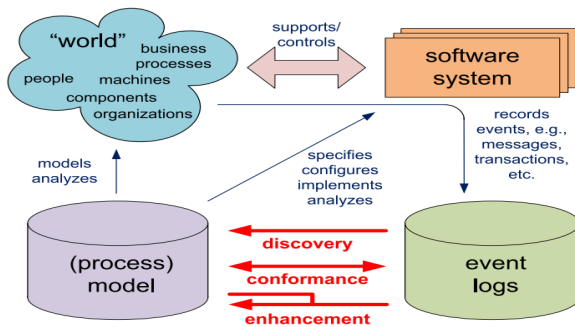 “world”
business
processes
people
machines
components
organizations
supports/
controls
software
system
records
events, e.g.,
messages,
transactions,
etc.
models
analyzes
specifies
configures
implements
analyzes
(process)
model
discovery
conformance
enhancement
event
logs